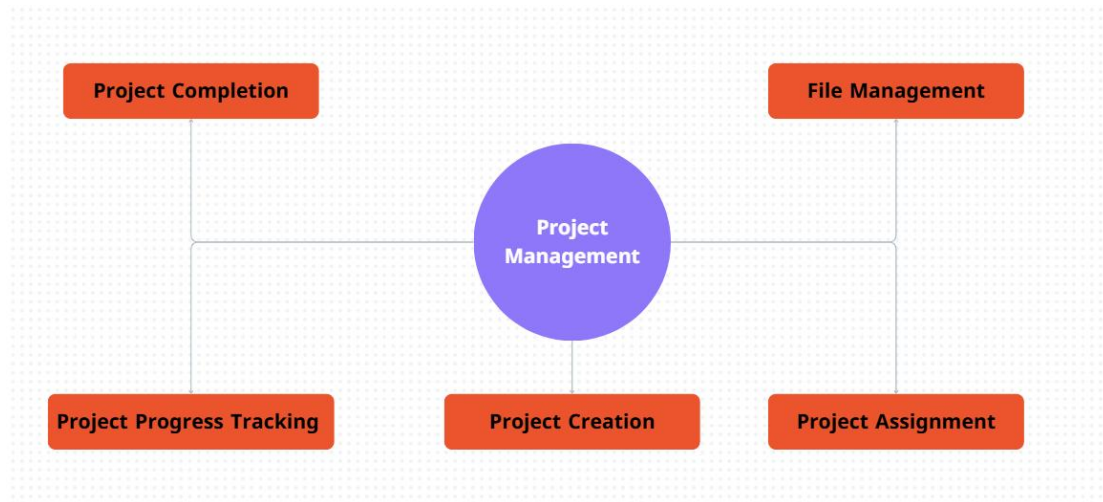 Project Completion
File Management
Project
Management
Project Progress Tracking
Project Creation
Project Assignment